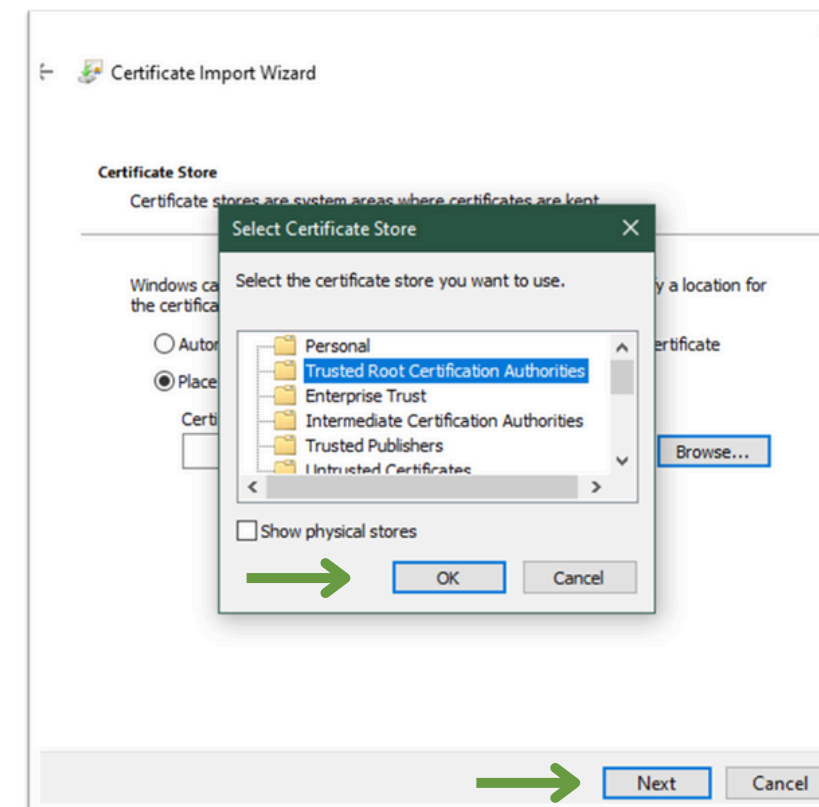 Certificate Import Wizard
Certificate Store
Certificate stores are system areas where certificates are kept
Select Certificate Store
Windows ca
Select the certificate store you want to use.
y a location for
the certifica
Autor
Personal
ertificate
Trusted Root Certification Authorities
Place
Enterprise Trust
Certi
Intermediate Certification Authorities
Trusted Publishers
Browse...
Untrusted Certificates
Show physical stores
OK Cancel
Next Cancel